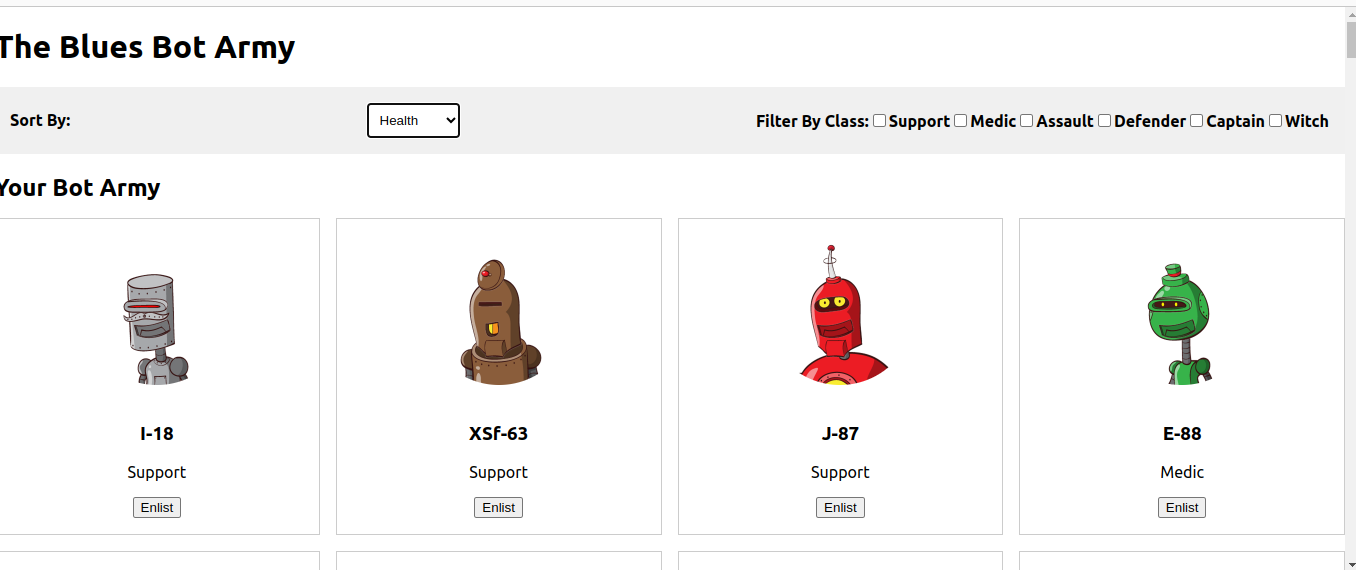 The Blues Bot Army
Sort By:
Health
Filter By Class: Support Medic Assault Defender Captain Witch
Your Bot Army
I-18
XSf-63
J-87
E-88
Support
Support
Support
Medic
Enlist
Enlist
Enlist
Enlist